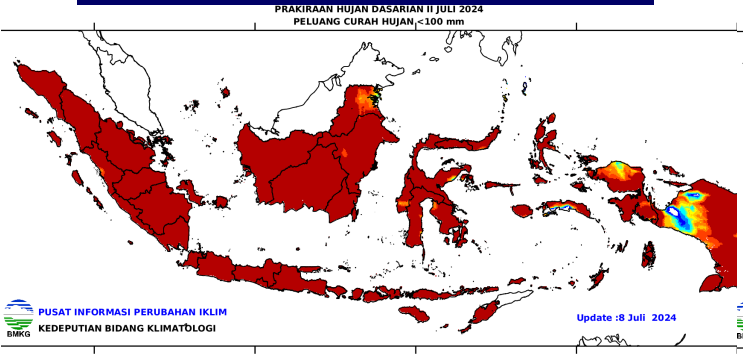 PRAKIRAAN HUJAN DASARIAN II JULI 2024
PELUANG CURAH HUJAN <100 mm
PUSAT INFORMASI PERUBAHAN IKLIM
KEDEPUTIAN BIDANG KLIMATOLOGI
BMKG
Update :8 Juli 2024